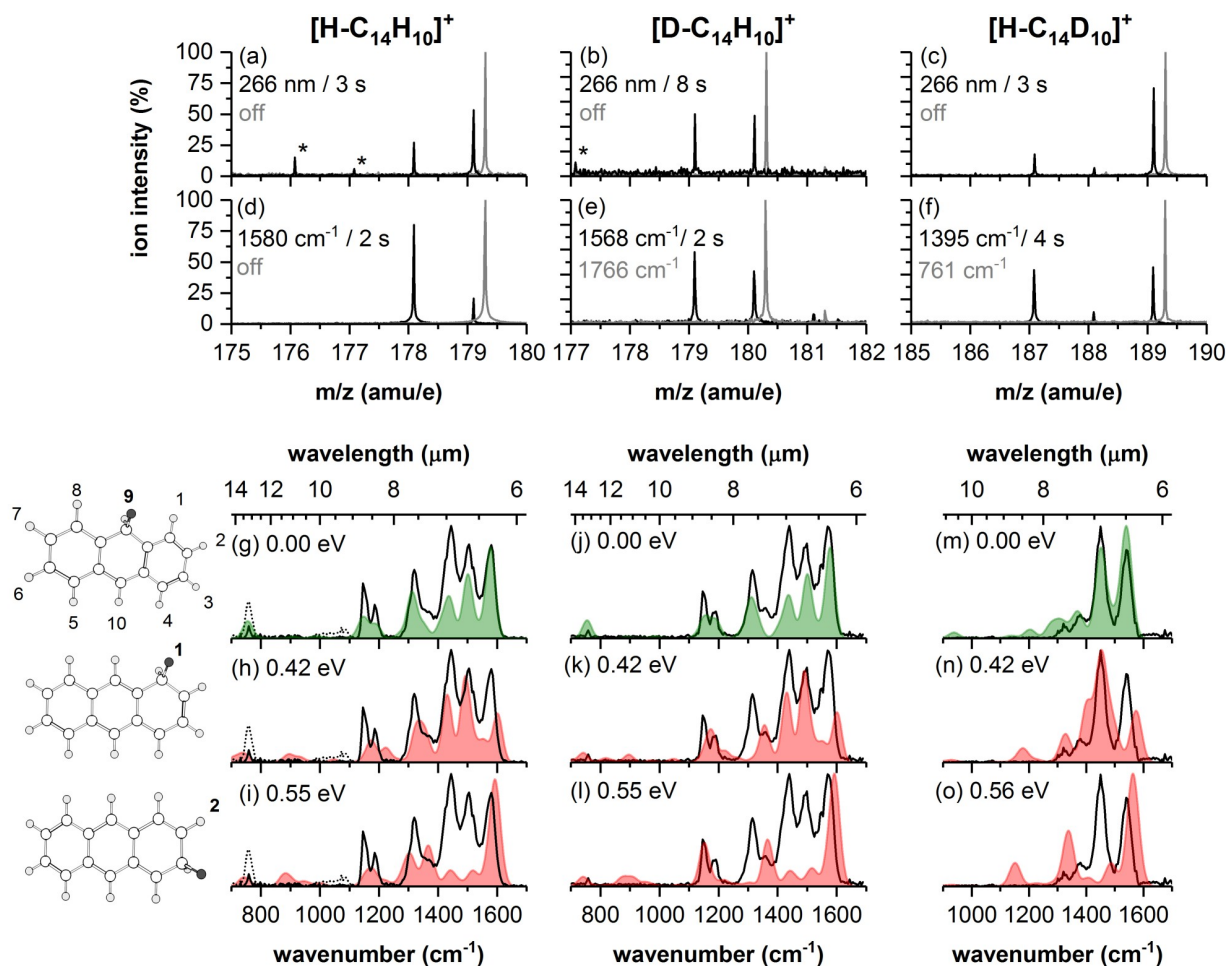 [H-C₁₄H₁₀]⁺ [D-C₁₄H₁₀]⁺ [H-C₁₄D₁₀]⁺
ion intensity (%)
100
75
50
25
0
(a)
266 nm / 3 s
off
*
*
(b)
266 nm / 8 s
off
*
(c)
266 nm / 3 s
off
100
75
50
25
0
(d)
1580 cm⁻¹ / 2 s
off
(e)
1568 cm⁻¹/ 2 s
1766 cm⁻¹
(f)
1395 cm⁻¹/ 4 s
761 cm⁻¹
175 176 177 178 179 180
177 178 179 180 181 182
185 186 187 188 189 190
m/z (amu/e) m/z (amu/e) m/z (amu/e)
wavelength (μm) wavelength (μm) wavelength (μm)
14 12 10 8 6
14 12 10 8 6
10 8 6
8 9 1
7 2
6 3
5 10 4
(g) 0.00 eV
(j) 0.00 eV
(m) 0.00 eV
1
(h) 0.42 eV
(k) 0.42 eV
(n) 0.42 eV
2
(i) 0.55 eV
(l) 0.55 eV
(o) 0.56 eV
800 1000 1200 1400 1600
800 1000 1200 1400 1600
1000 1200 1400 1600
wavenumber (cm⁻¹) wavenumber (cm⁻¹) wavenumber (cm⁻¹)